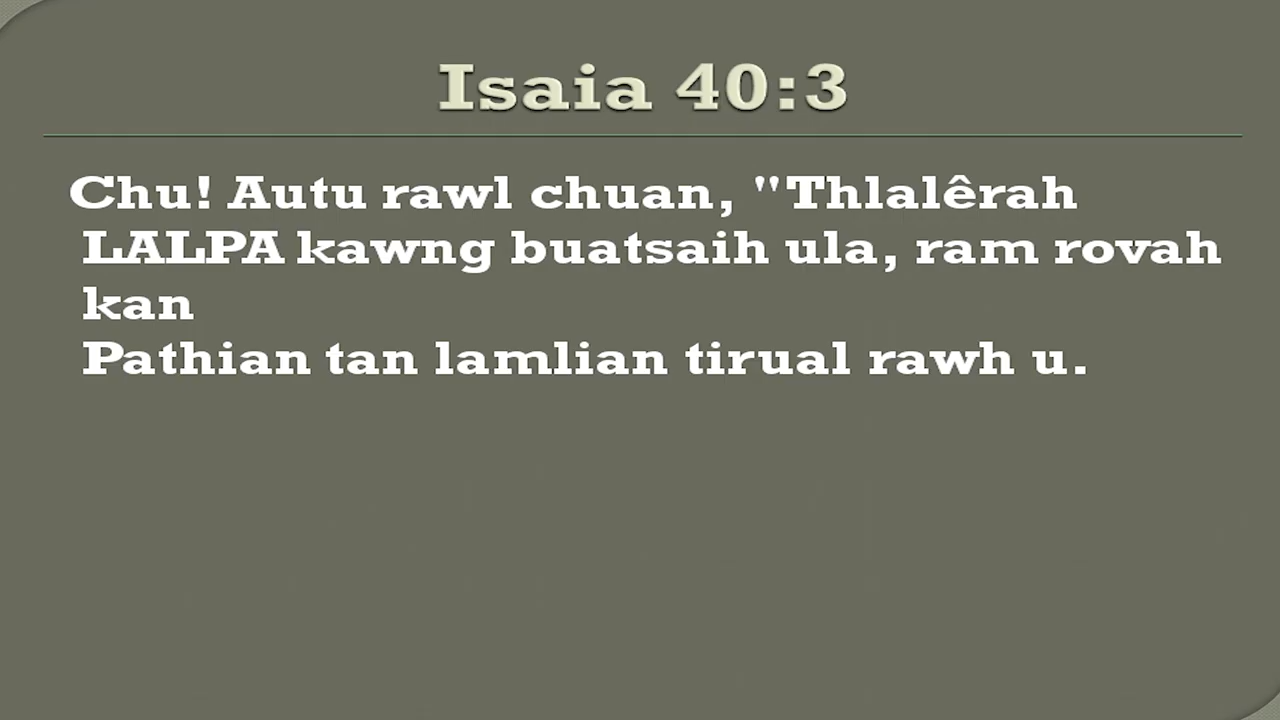 Isaia 40:3
Chu! Autu rawl chuan, "Thlalêrah
LALPA kawng buatsaih ula, ram rovah
kan
Pathian tan lamlian tirual rawh u.